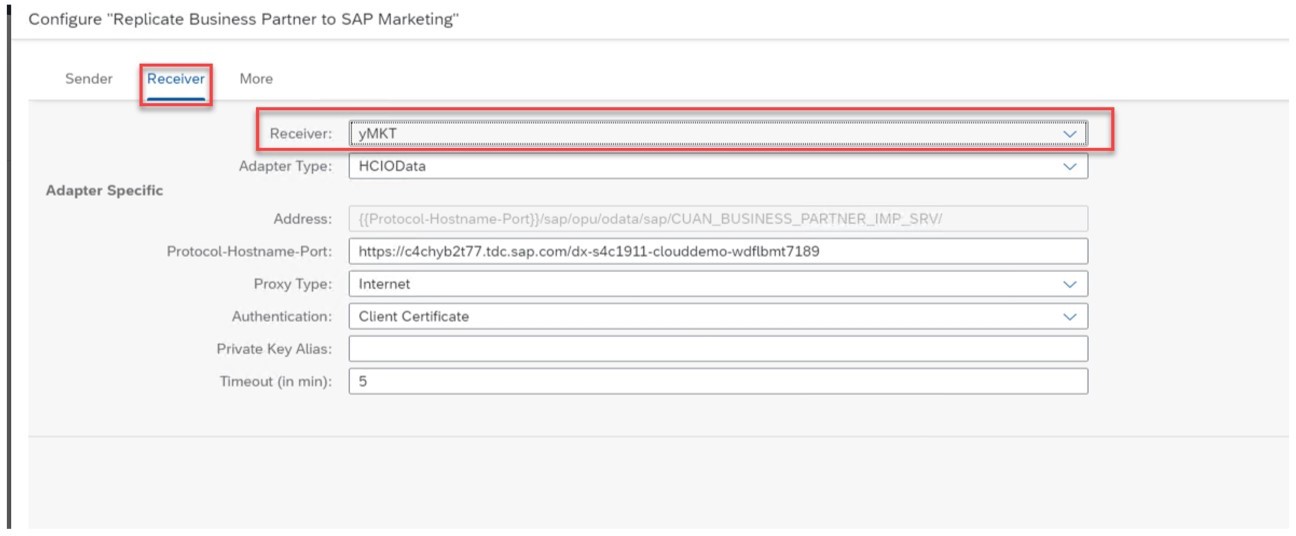 Configure "Replicate Business Partner to SAP Marketing"
Sender Receiver More
Receiver: yMKT
Adapter Type: HCIOData
Adapter Specific
Address: {{Protocol-Hostname-Port}}/sap/opu/odata/sap/CUAN_BUSINESS_PARTNER_IMP_SRV/
Protocol-Hostname-Port: https://c4chyb2t77.tdc.sap.com/dx-s4c1911-clouddemo-wdflbmt7189
Proxy Type: Internet
Authentication: Client Certificate
Private Key Alias:
Timeout (in min): 5